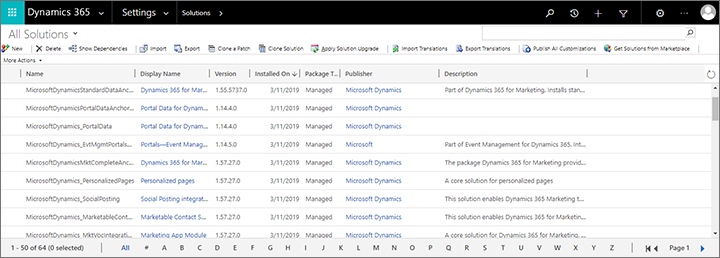 Dynamics 365 Settings Solutions
All Solutions
New Delete Show Dependencies Import Export Clone a Patch Clone Solution Apply Solution Upgrade Import Translations Export Translations Publish All Customizations Get Solutions from Marketplace
More Actions
Name Display Name Version Installed On Package T... Publisher Description
MicrosoftDynamicsStandardDataAnc... Dynamics 365 for Mar... 1.55.5737.0 3/11/2019 Managed Microsoft Dynamics Part of Dynamics 365 for Marketing. Installs stan...
MicrosoftDynamicsPortalDataAnchor... Portal Data for Dynam... 1.14.4.0 3/11/2019 Managed Microsoft Dynamics
MicrosoftDynamics_PortalData Portal Data for Dynam... 1.14.4.0 3/11/2019 Managed Microsoft Dynamics
MicrosoftDynamics_EvtMgmtPortals... Portals—Event Manag... 1.14.5.0 3/11/2019 Managed Microsoft Part of Event Management for Dynamics 365. Int...
MicrosoftDynamicsMktCompleteAnc... Dynamics 365 for Mar... 1.57.27.0 3/11/2019 Managed Microsoft Dynamics The package Dynamics 365 for Marketing provid...
MicrosoftDynamics_PersonalizedPages Personalized pages 1.57.27.0 3/11/2019 Managed Microsoft Dynamics A core solution for personalized pages
MicrosoftDynamics_SocialPosting Social Posting integrat... 1.57.27.0 3/11/2019 Managed Microsoft Dynamics This solution enables Dynamics 365 Marketing t...
MicrosoftDynamics_MarketableCont... Marketable Contact S... 1.57.27.0 3/11/2019 Managed Microsoft Dynamics This solution enables Dynamics 365 for Marketin...
MicrosoftDynamics_MktVocIntegratio... Marketing App Module 1.57.27.0 3/11/2019 Managed Microsoft Dynamics A core solution for Dynamics 365 for Marketing...
1 - 50 of 64 (0 selected) All # A B C D E F G H I J K L M N O P Q R S T U V W X Y Z Page 1